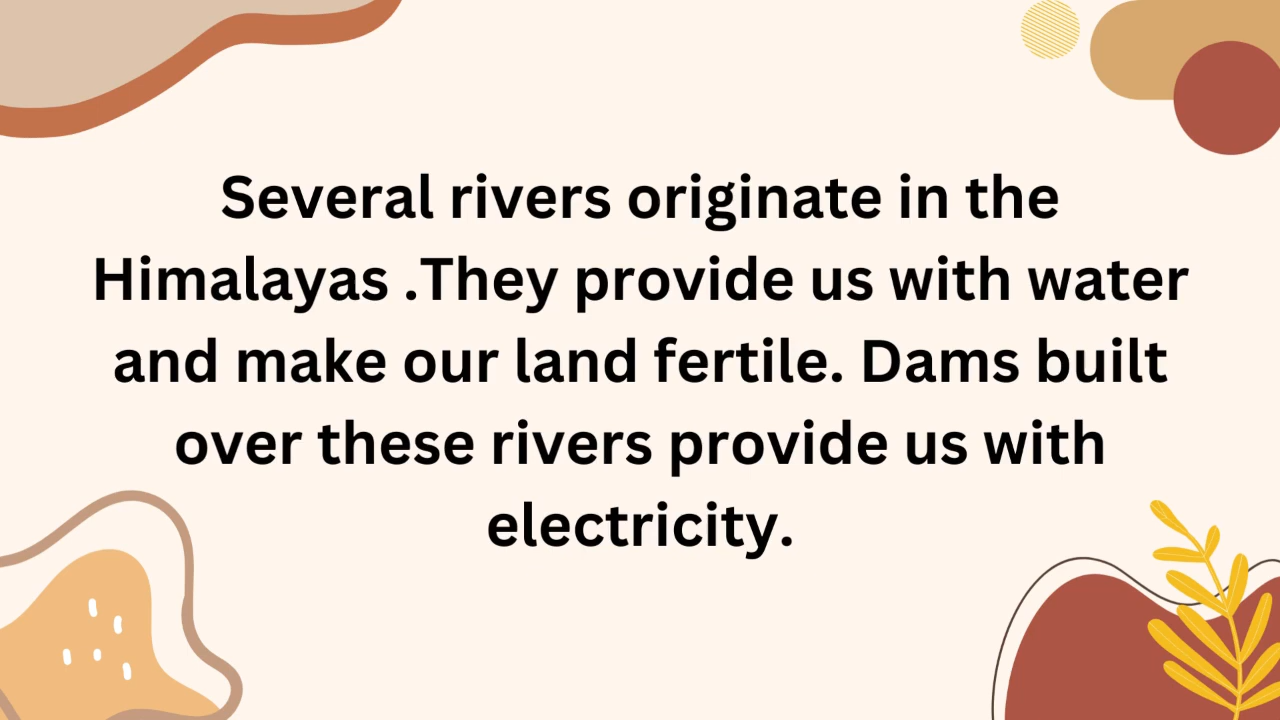 Several rivers originate in the
Himalayas .They provide us with water
and make our land fertile. Dams built
over these rivers provide us with
electricity.